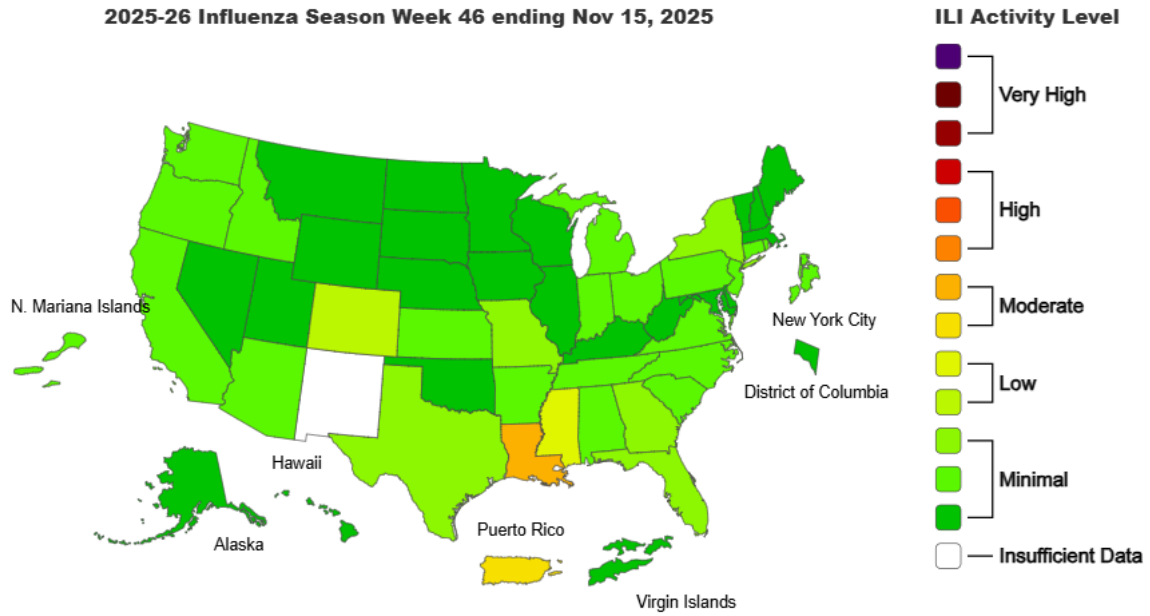 2025-26 Influenza Season Week 46 ending Nov 15, 2025
ILI Activity Level
Very High
High
Moderate
Low
Minimal
Insufficient Data
N. Mariana Islands
New York City
District of Columbia
Hawaii
Alaska
Puerto Rico
Virgin Islands